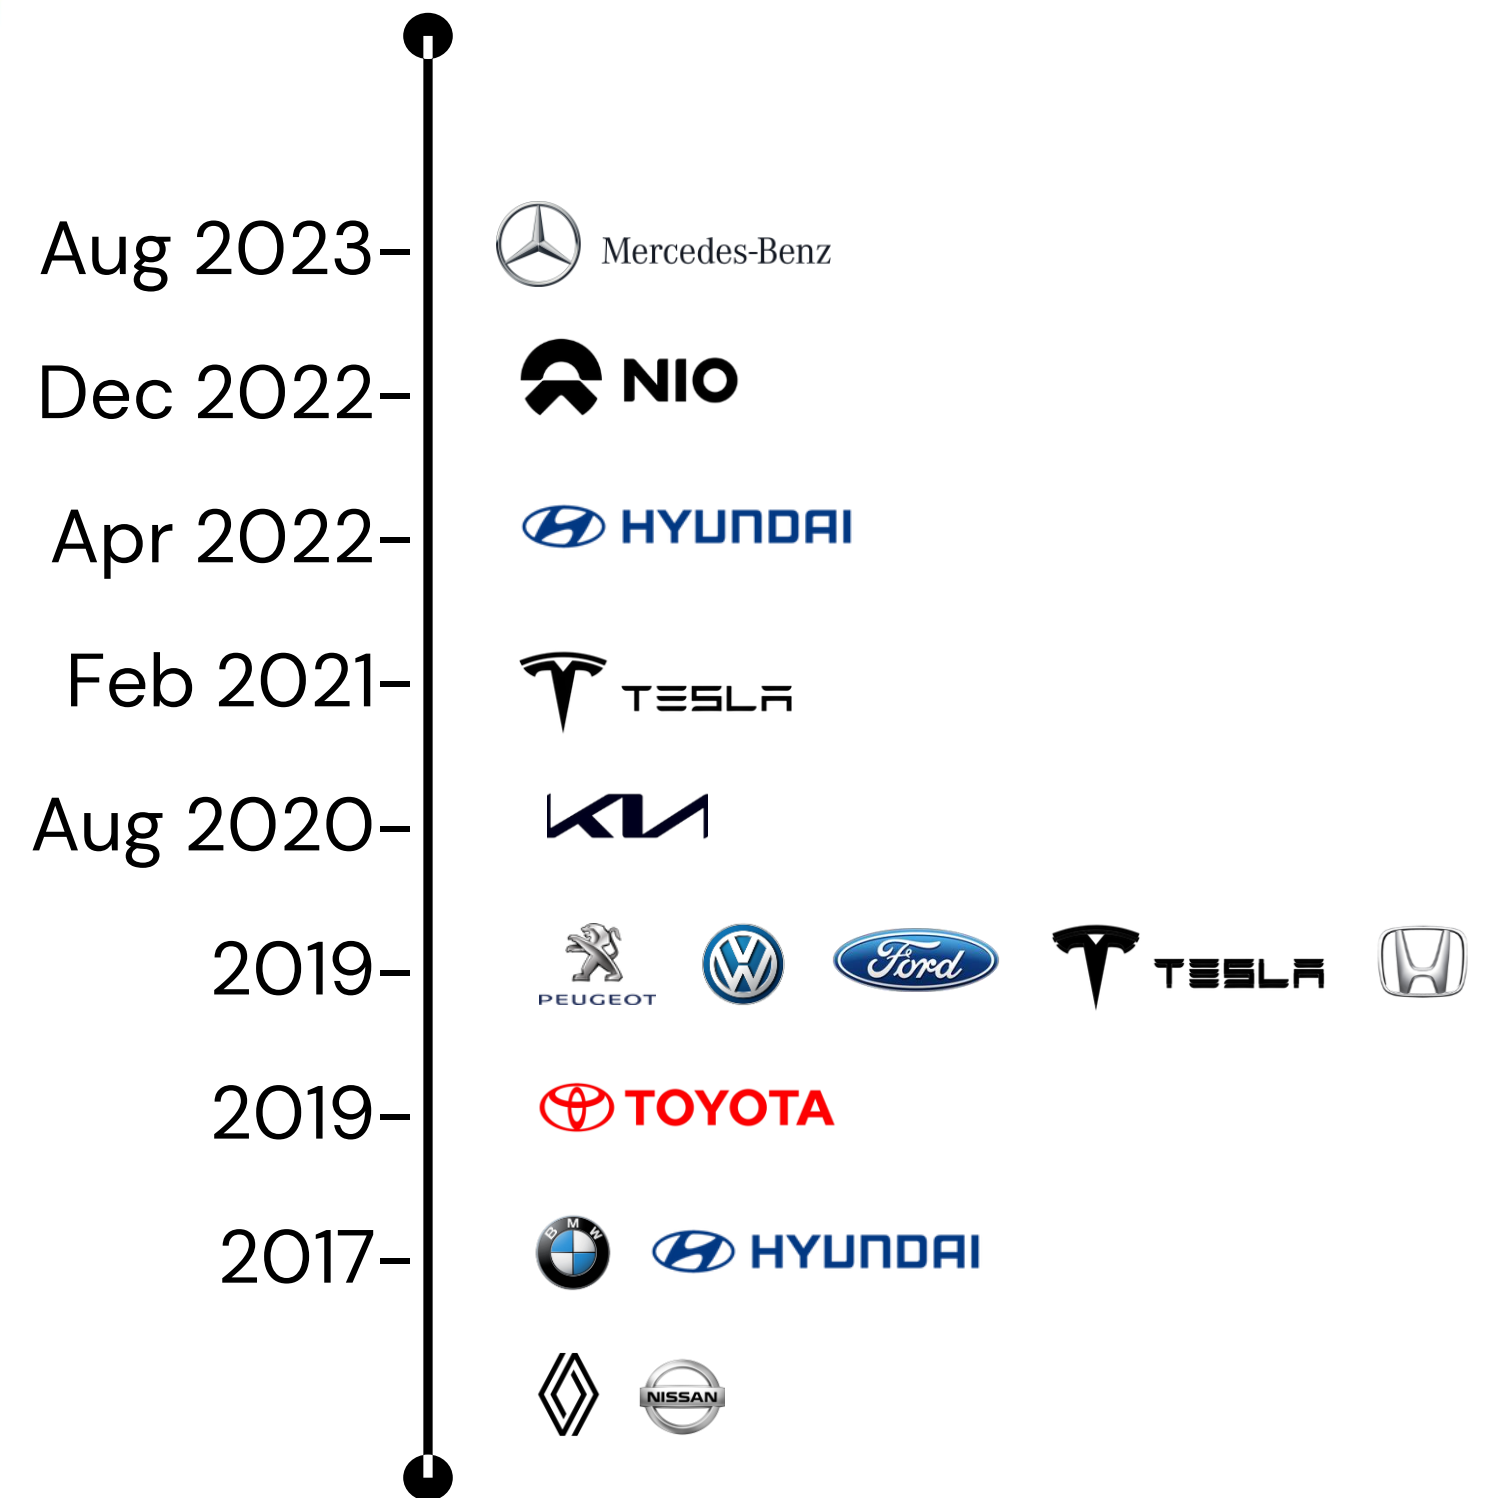 Aug 2023 Mercedes-Benz
Dec 2022 NIO
Apr 2022 HYUNDAI
Feb 2021 TESLA
Aug 2020 KIA
2019 PEUGEOT Ford TESLA
2019 TOYOTA
2017 BMW HYUNDAI
NISSAN